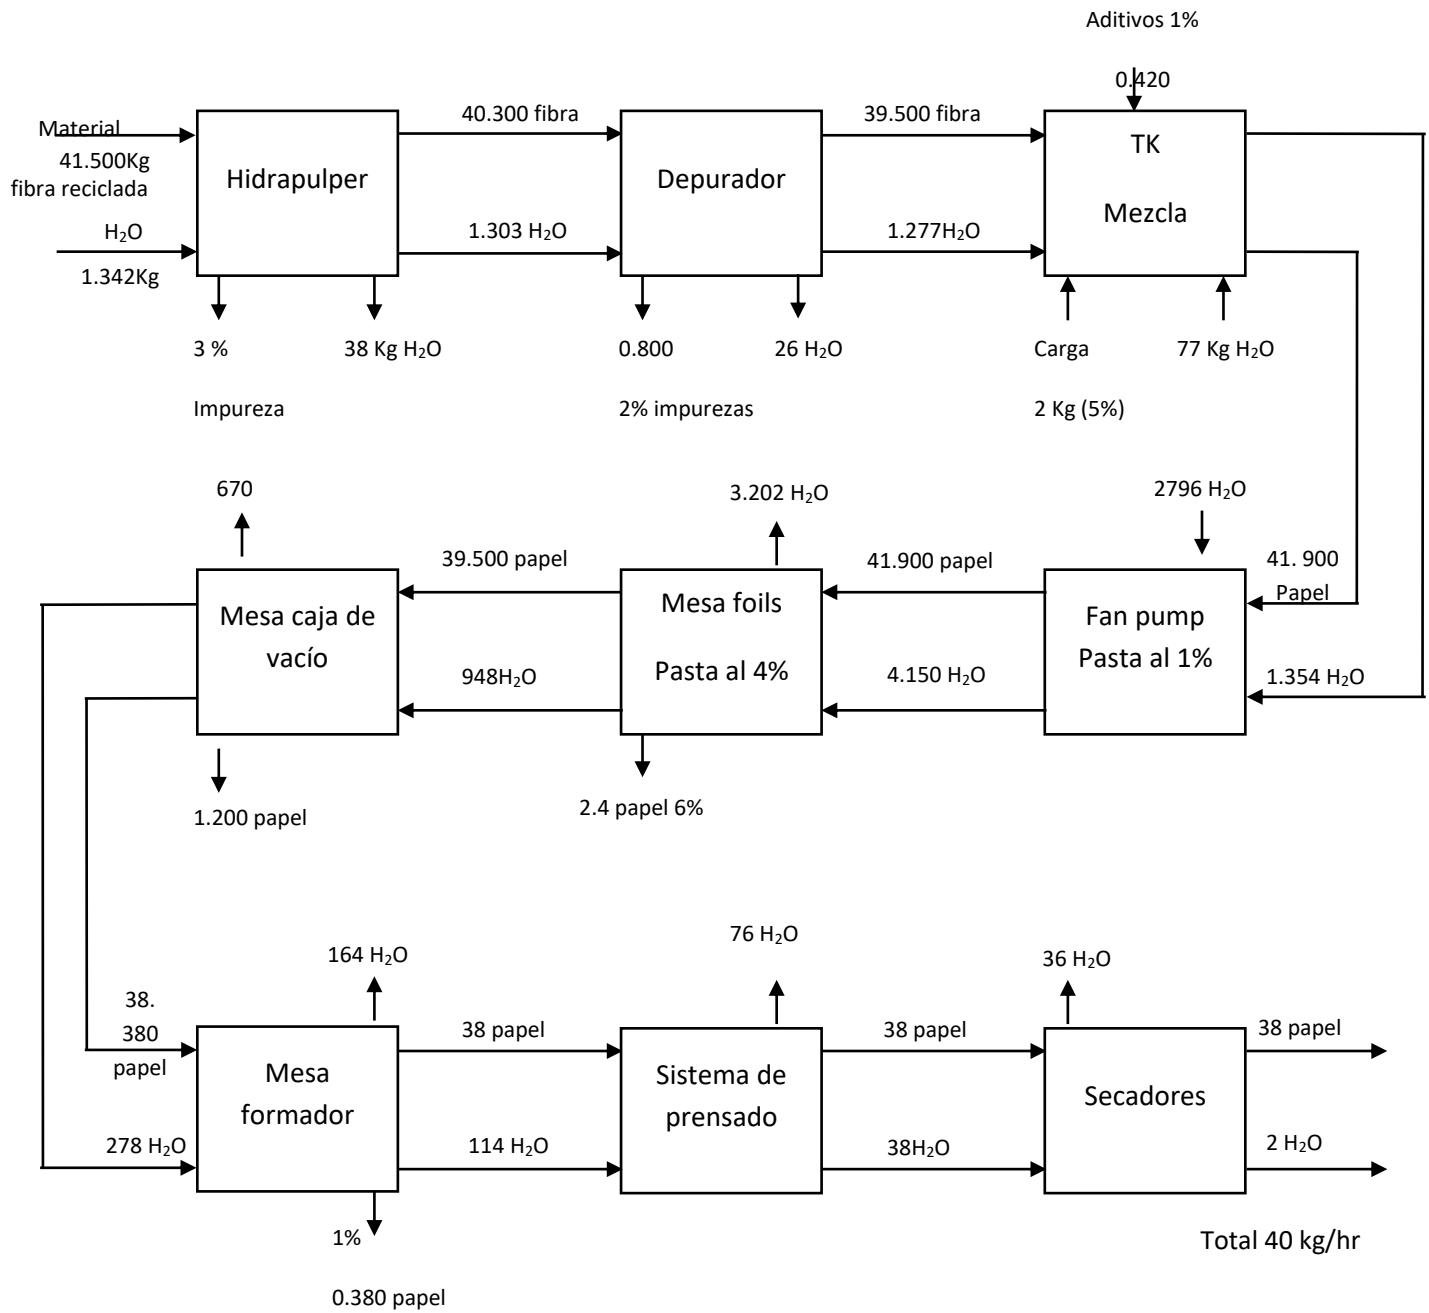 Aditivos 1%
0.420
Material
41.500Kg
fibra reciclada
H₂O
1.342Kg
Hidrapulper
40.300 fibra
1.303 H₂O
Depurador
39.500 fibra
1.277H₂O
TK
Mezcla
3 %
Impureza
38 Kg H₂O
0.800
2% impurezas
26 H₂O
Carga
2 Kg (5%)
77 Kg H₂O
670
3.202 H₂O
2796 H₂O
Mesa caja de
vacío
39.500 papel
948H₂O
Mesa foils
Pasta al 4%
41.900 papel
4.150 H₂O
Fan pump
Pasta al 1%
41. 900
Papel
1.354 H₂O
1.200 papel
2.4 papel 6%
164 H₂O
76 H₂O
36 H₂O
38.
380
papel
278 H₂O
Mesa
formador
38 papel
114 H₂O
Sistema de
prensado
38 papel
38H₂O
Secadores
38 papel
2 H₂O
1%
0.380 papel
Total 40 kg/hr